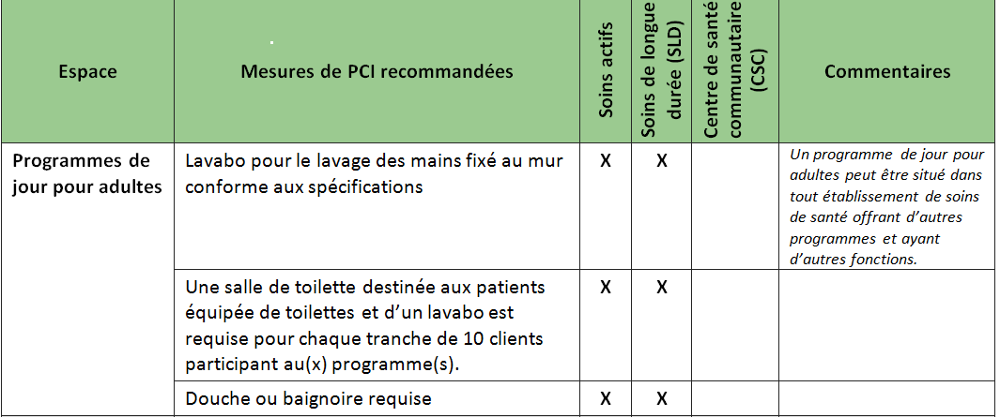 Espace
Mesures de PCI recommandées
Soins actifs
Soins de longue
durée (SLD)
Centre de santé
communautaire
(CSC)
Commentaires
Programmes de
jour pour adultes
Lavabo pour le lavage des mains fixé au mur
conforme aux spécifications
X
X
Un programme de jour pour
adultes peut être situé dans
tout établissement de soins
de santé offrant d’autres
programmes et ayant
d’autres fonctions.
Une salle de toilette destinée aux patients
équipée de toilettes et d’un lavabo est
requise pour chaque tranche de 10 clients
participant au(x) programme(s).
X
X
Douche ou baignoire requise
X
X